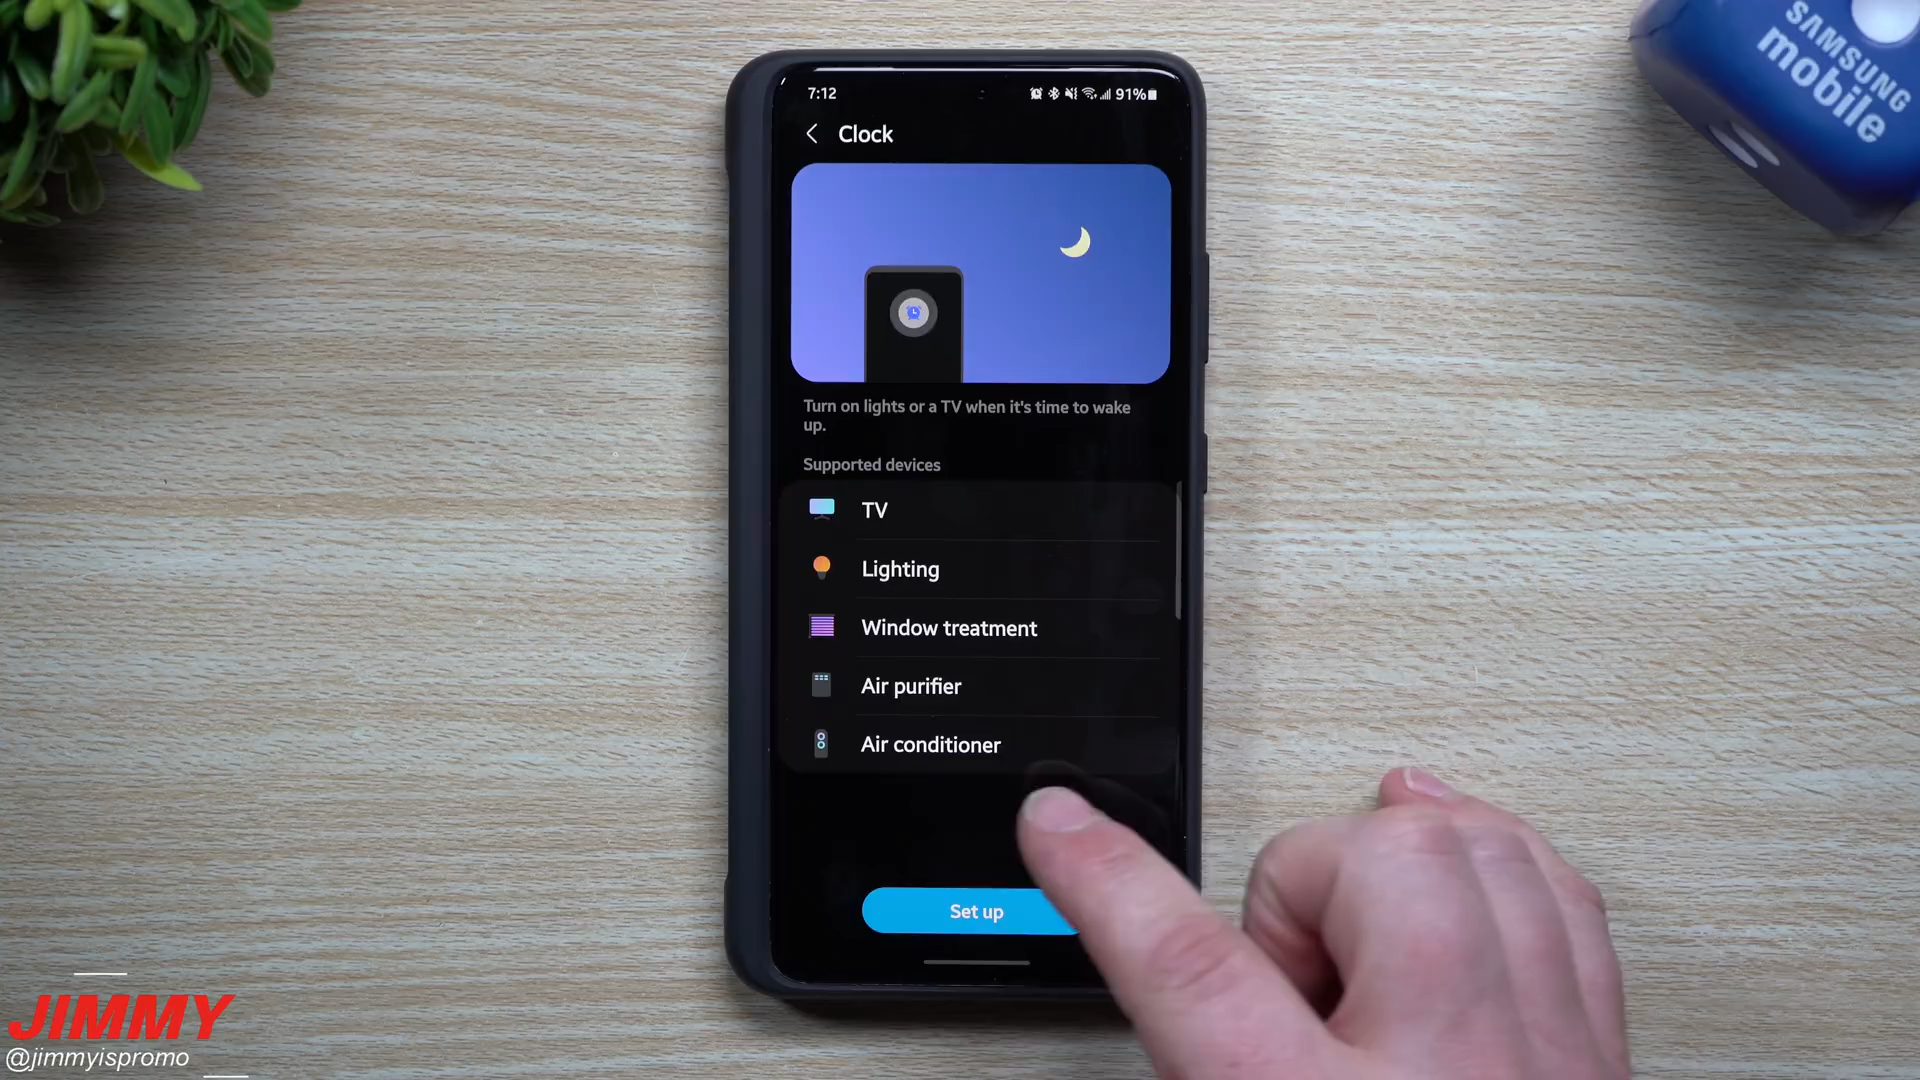 SAMSUNG
mobile
7:12
91%
Clock
Turn on lights or a TV when it's time to wake
up.
Supported devices
TV
Lighting
Window treatment
Air purifier
Air conditioner
Set up
JIMMY
@jimmyispromo